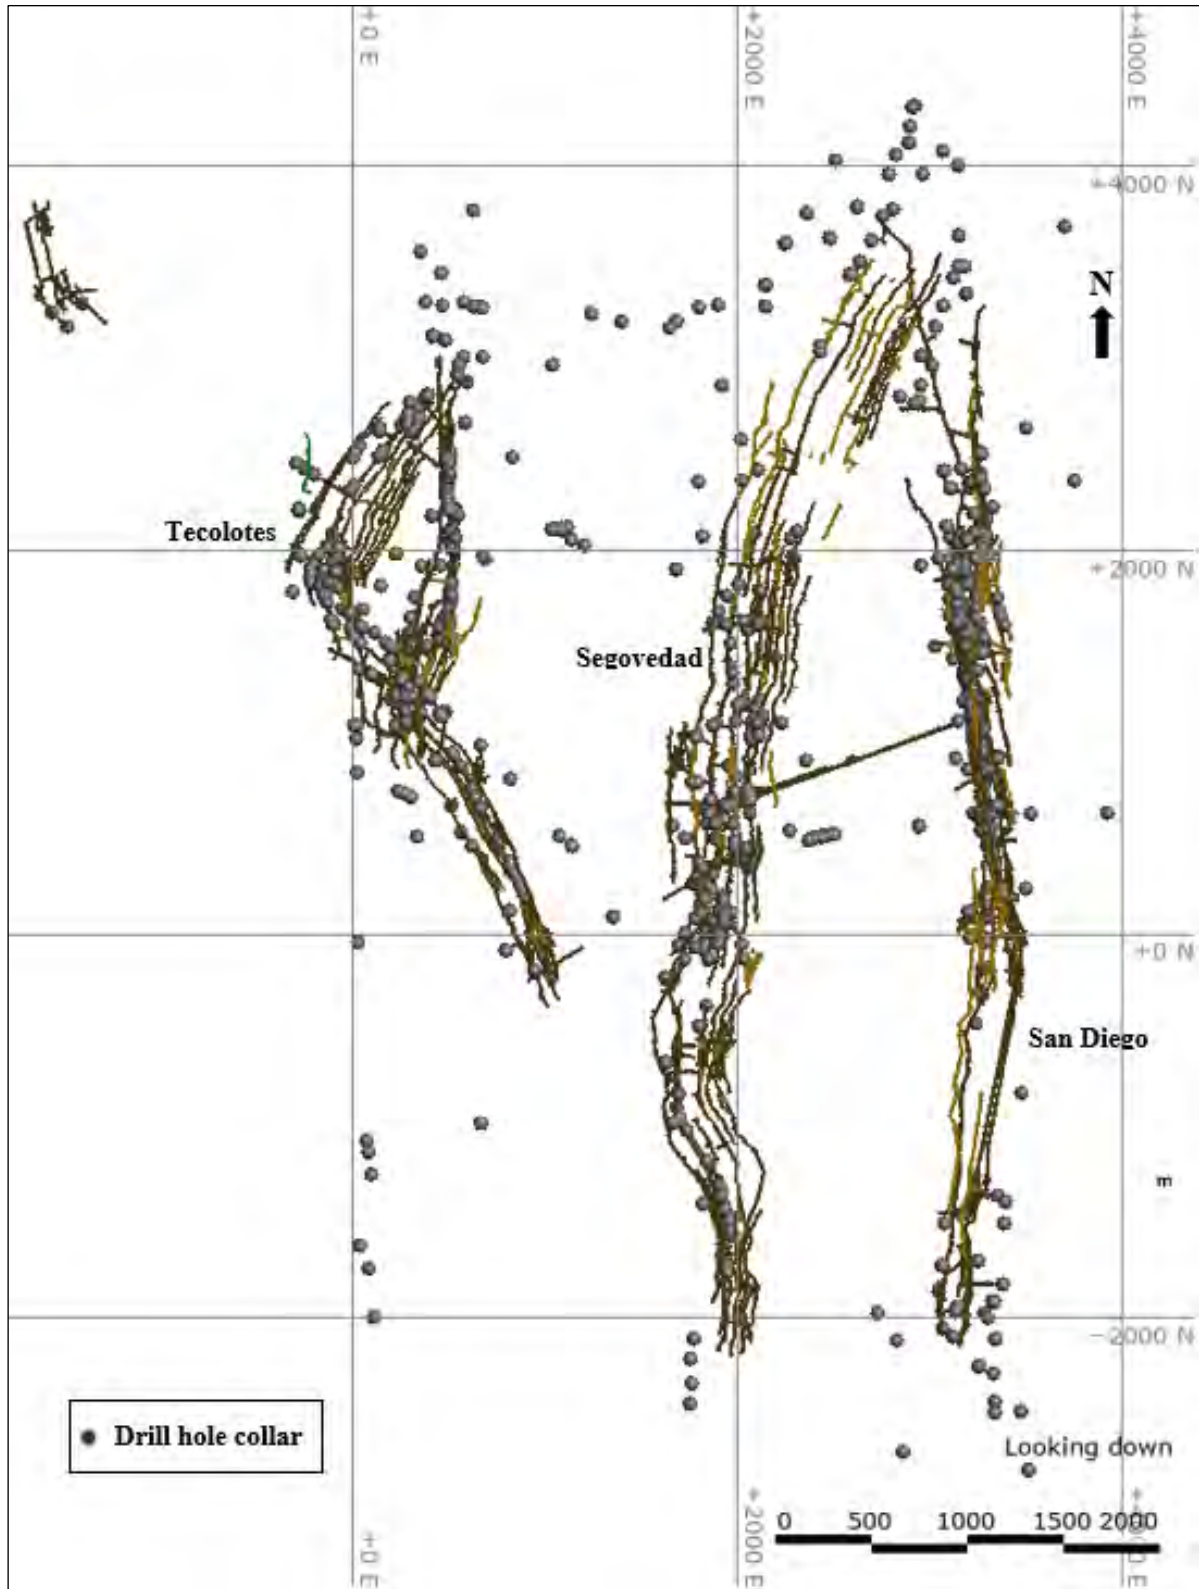 +0 E
+2000 E
+4000 E
+4000 N
N
Tecolotes
+2000 N
Segovedad
+0 N
San Diego
m
-2000 N
Drill hole collar
Looking down
0 500 1000 1500 2000
+0 E
+2000 E